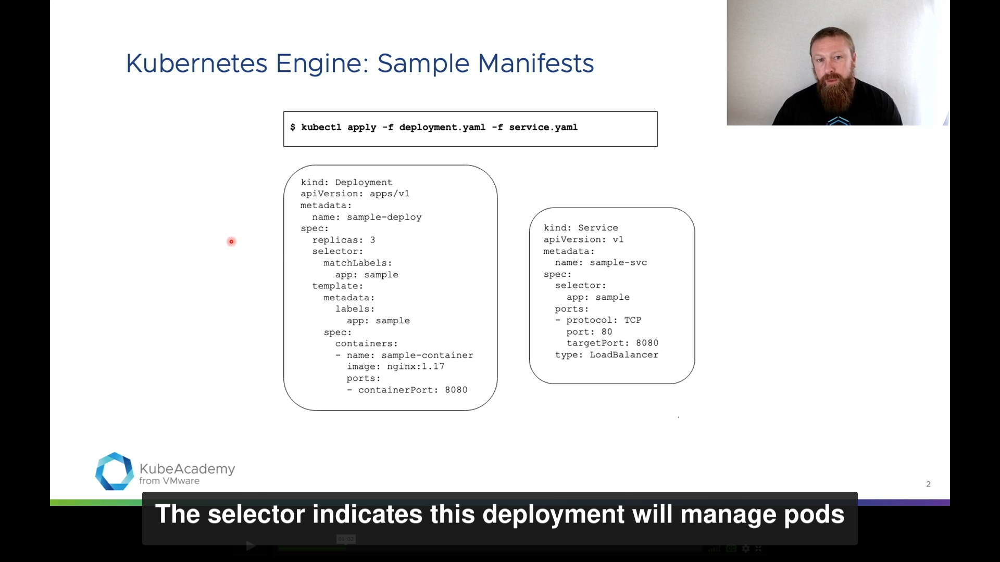 Kubernetes Engine: Sample Manifests
$ kubectl apply -f deployment.yaml -f service.yaml
kind: Deployment
apiVersion: apps/v1
metadata:
  name: sample-deploy
spec:
  replicas: 3
  selector:
    matchLabels:
      app: sample
  template:
    metadata:
      labels:
        app: sample
    spec:
      containers:
      - name: sample-container
        image: nginx:1.17
        ports:
        - containerPort: 8080
kind: Service
apiVersion: v1
metadata:
  name: sample-svc
spec:
  selector:
    app: sample
  ports:
  - protocol: TCP
    port: 80
    targetPort: 8080
  type: LoadBalancer
KubeAcademy
from VMware
2
The selector indicates this deployment will manage pods
01:02
CC